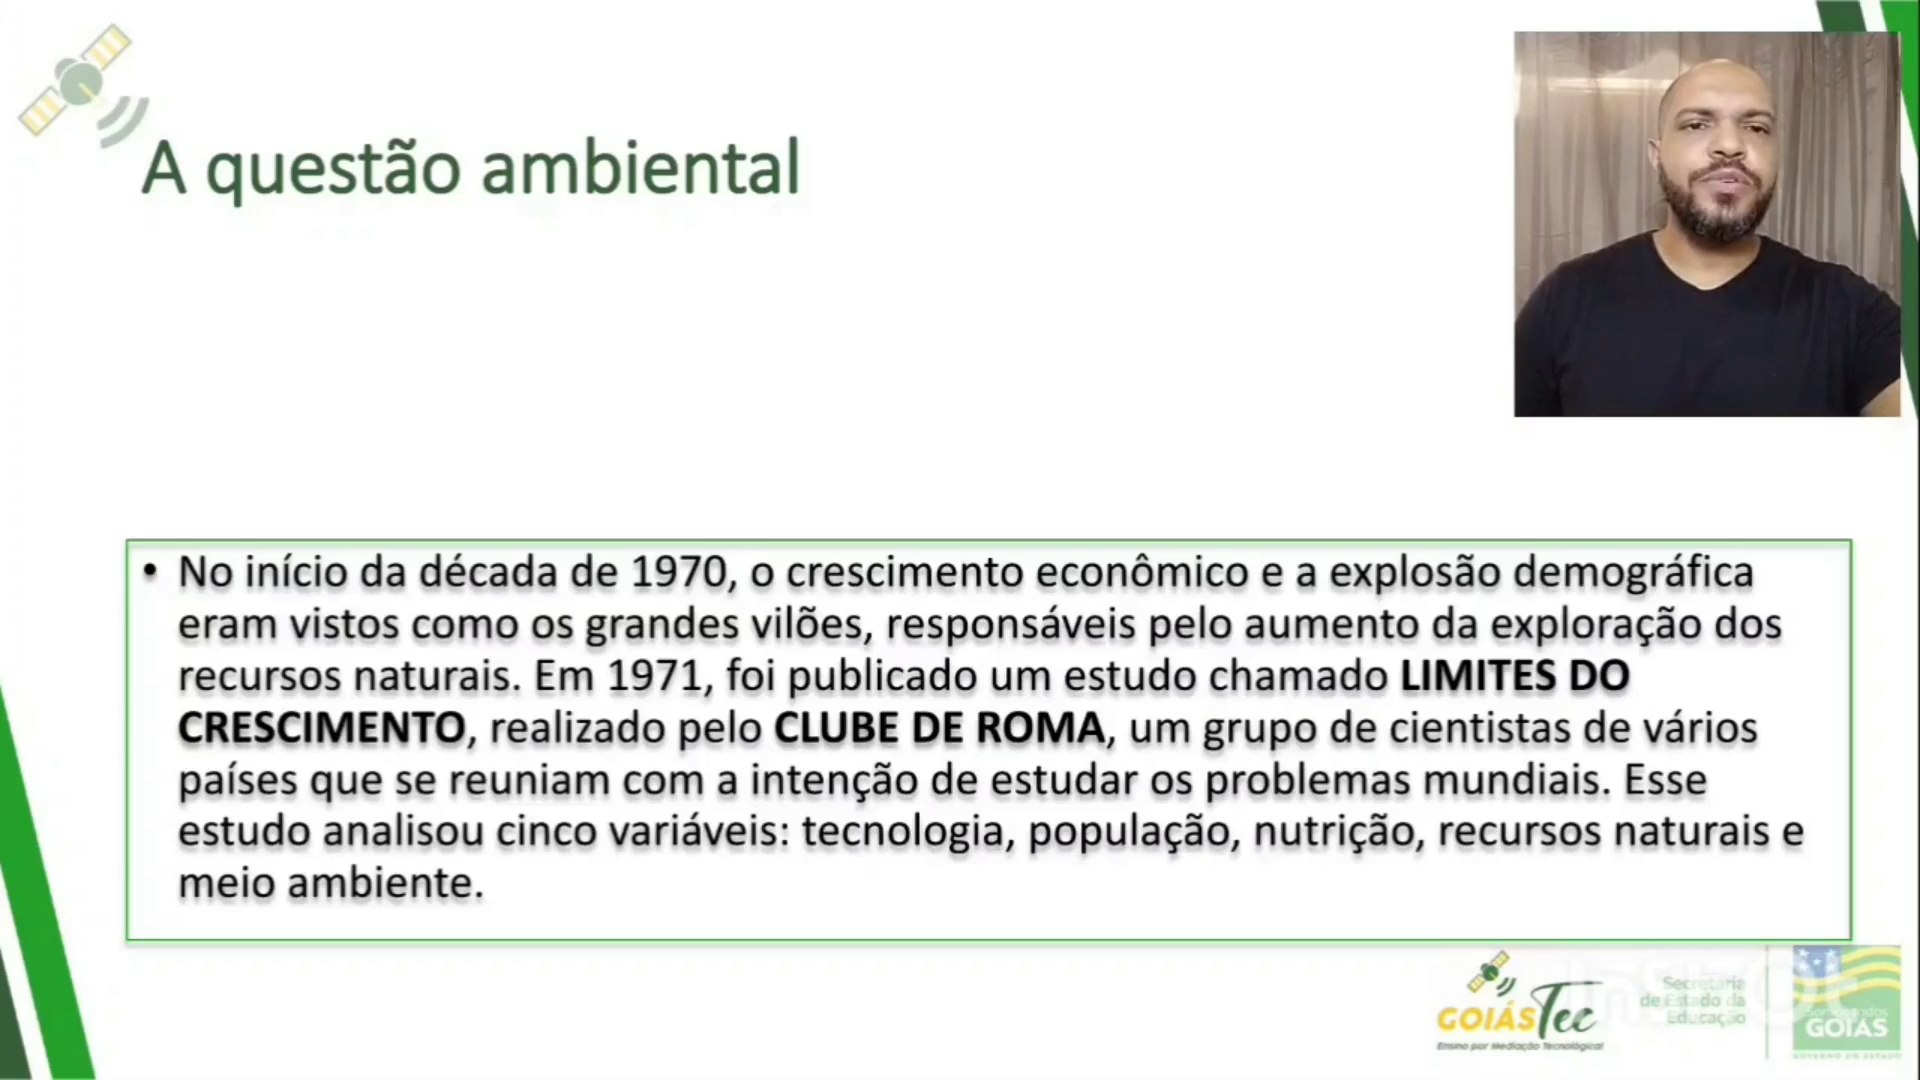 A questão ambiental
• No início da década de 1970, o crescimento econômico e a explosão demográfica
eram vistos como os grandes vilões, responsáveis pelo aumento da exploração dos
recursos naturais. Em 1971, foi publicado um estudo chamado LIMITES DO
CRESCIMENTO, realizado pelo CLUBE DE ROMA, um grupo de cientistas de vários
países que se reuniam com a intenção de estudar os problemas mundiais. Esse
estudo analisou cinco variáveis: tecnologia, população, nutrição, recursos naturais e
meio ambiente.
GOIÁSTec
Ensino por Mediação Tecnológica!
Secretaria
de Estado da
Educação
GOIÁS
GOVERNO DO ESTADO